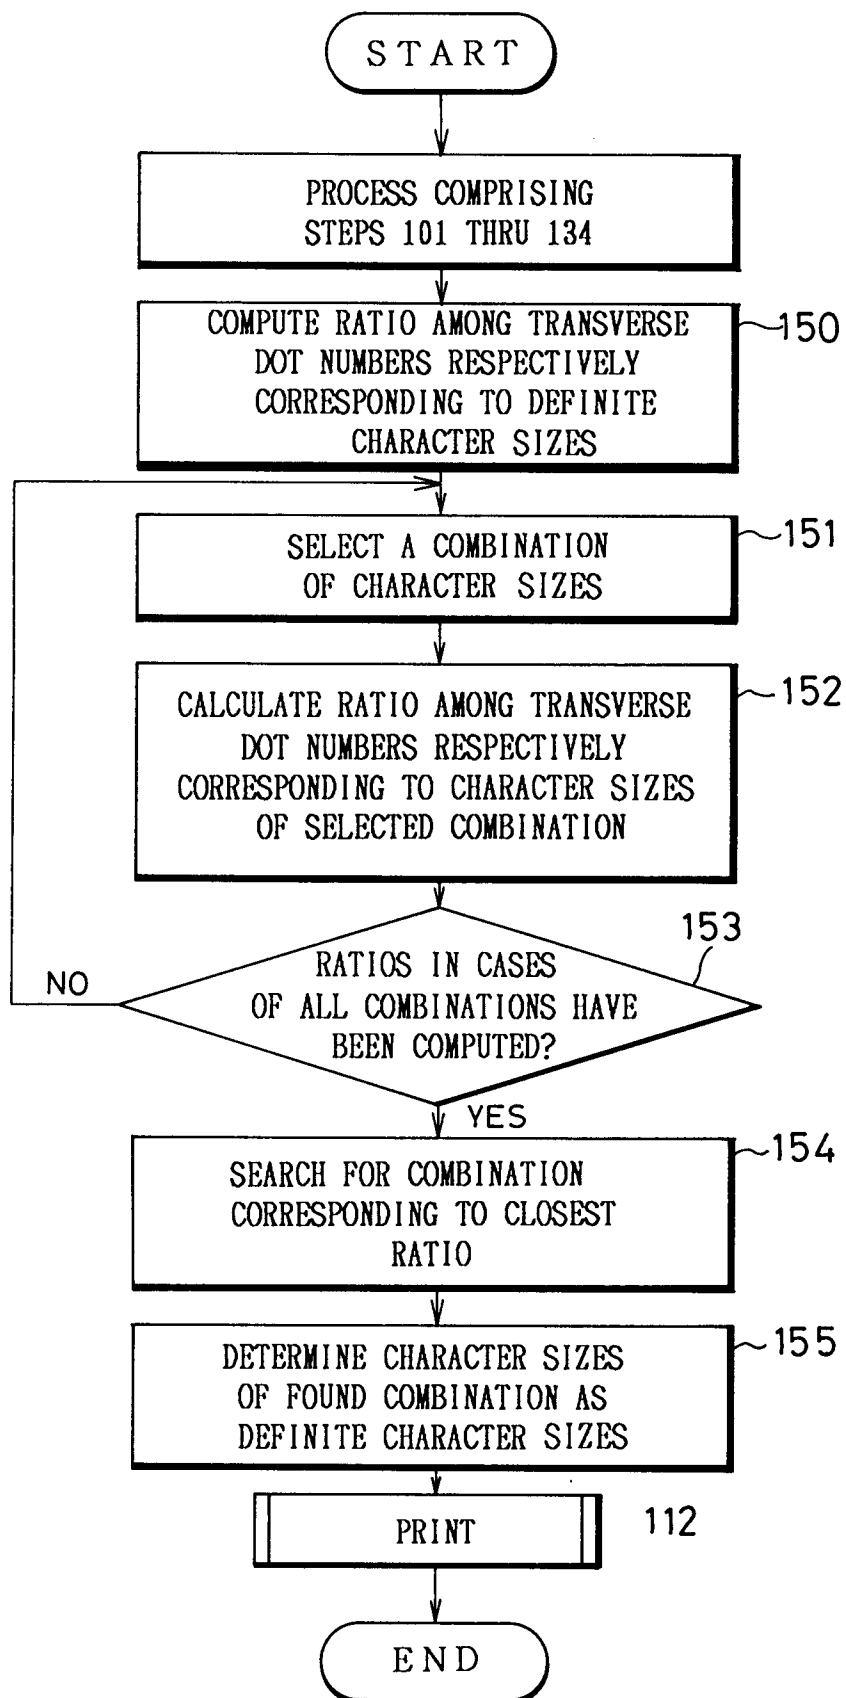 START
PROCESS COMPRISING
STEPS 101 THRU 134
COMPUTE RATIO AMONG TRANSVERSE
DOT NUMBERS RESPECTIVELY
CORRESPONDING TO DEFINITE
CHARACTER SIZES
150
SELECT A COMBINATION
OF CHARACTER SIZES
151
CALCULATE RATIO AMONG TRANSVERSE
DOT NUMBERS RESPECTIVELY
CORRESPONDING TO CHARACTER SIZES
OF SELECTED COMBINATION
152
153
RATIOS IN CASES
OF ALL COMBINATIONS HAVE
BEEN COMPUTED?
NO
YES
SEARCH FOR COMBINATION
CORRESPONDING TO CLOSEST
RATIO
154
DETERMINE CHARACTER SIZES
OF FOUND COMBINATION AS
DEFINITE CHARACTER SIZES
155
PRINT
112
END